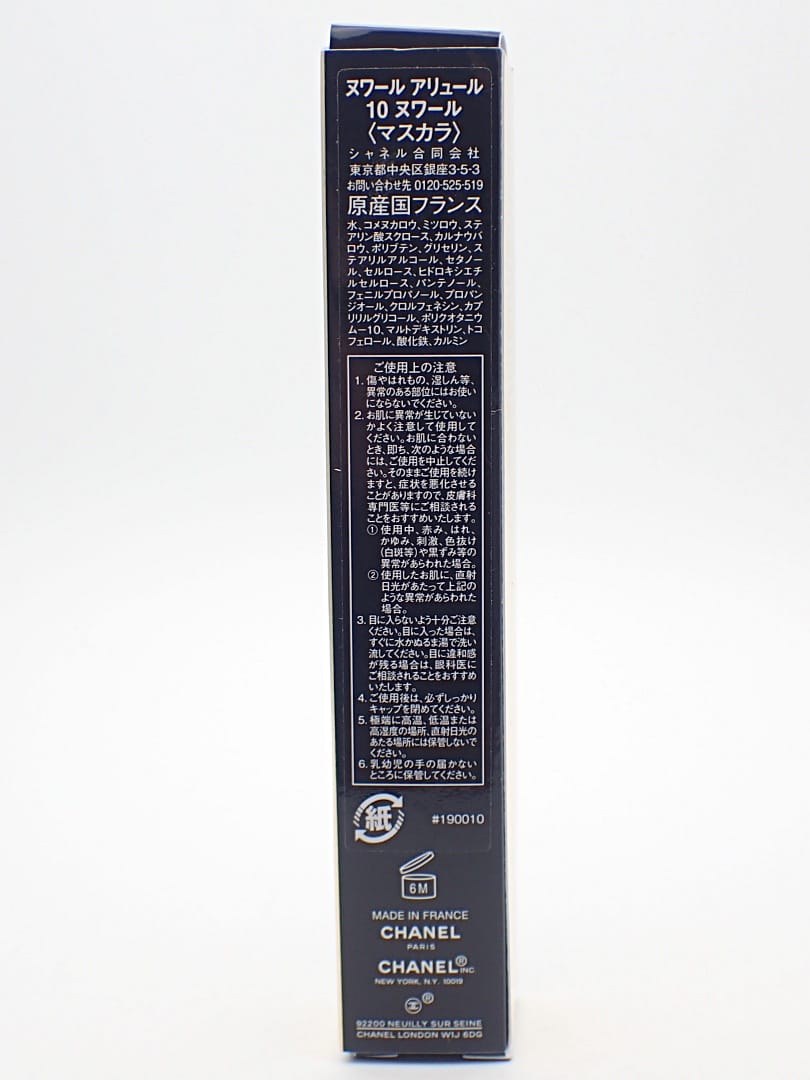 ヌワール アリュール
10 ヌワール
〈マスカラ〉
シャネル合同会社
東京都中央区銀座3-5-3
お問い合わせ先 0120-525-519
原産国フランス
水、コメヌカロウ、ミツロウ、ステ
アリン酸スクロース、カルナウバ
ロウ、ポリブテン、グリセリン、ス
テアリルアルコール、セタノー
ル、セルロース、ヒドロキシエチ
ルセルロース、パンテノール、
フェニルプロパノール、プロパン
ジオール、クロルフェネシン、カプ
リリルグリコール、ポリクオタニウ
ム－10、マルトデキストリン、トコ
フェロール、酸化鉄、カルミン
ご使用上の注意
1. 傷やはれもの、湿しん等、
異常のある部位にはお使い
にならないでください。
2. お肌に異常が生じていない
かよく注意して使用して
ください。お肌に合わない
とき、即ち、次のような場合
には、ご使用を中止してくだ
さい。そのままご使用を続け
ますと、症状を悪化させる
ことがありますので、皮膚科
専門医等にご相談される
ことをおすすめいたします。
① 使用中、赤み、はれ、
かゆみ、刺激、色抜け
(白斑等)や黒ずみ等の
異常があらわれた場合。
② 使用したお肌に、直射
日光があたって上記の
ような異常があらわれた
場合。
3. 目に入らないよう十分ご注意
ください。目に入った場合は、
すぐに水かぬるま湯で洗い
流してください。目に違和感
が残る場合は、眼科医に
ご相談されることをおすすめ
いたします。
4. ご使用後は、必ずしっかり
キャップを閉めてください。
5. 極端に高温、低温または
高湿度の場所、直射日光の
あたる場所には保管しないで
ください。
6. 乳幼児の手の届かない
ところに保管してください。
紙
#190010
6M
MADE IN FRANCE
CHANEL
PARIS
CHANEL® INC
NEW YORK, N.Y. 10019
®
92200 NEUILLY SUR SEINE
CHANEL LONDON W1J 6DG